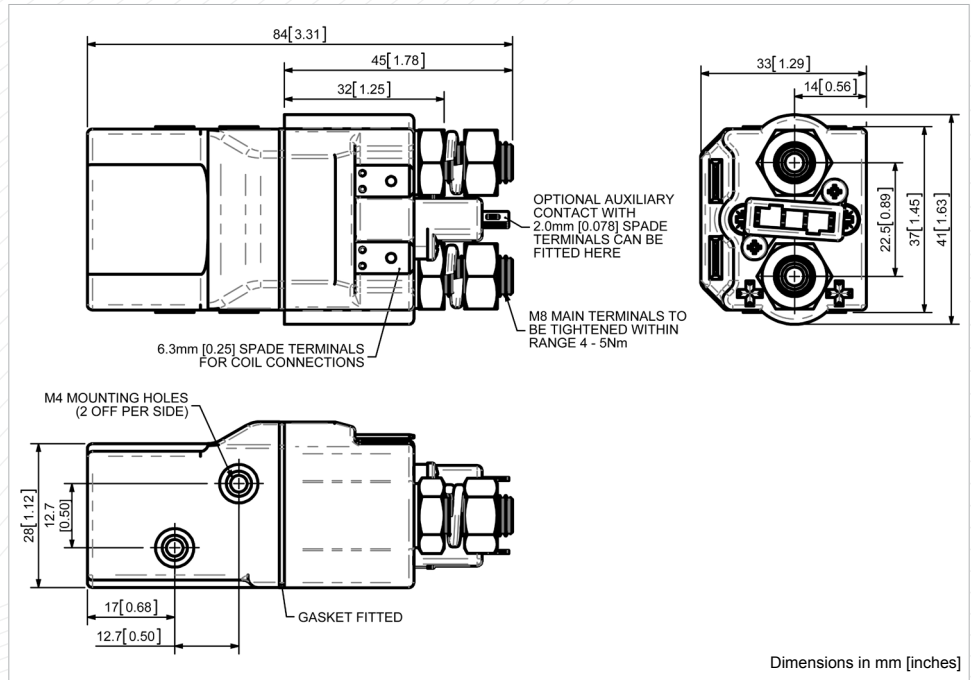 84[3.31]
45[1.78]
32[1.25]
33[1.29]
14[0.56]
OPTIONAL AUXILIARY
CONTACT WITH
2.0mm [0.078] SPADE
TERMINALS CAN BE
FITTED HERE
22.5[0.89]
37[1.45]
41[1.63]
M8 MAIN TERMINALS TO
BE TIGHTENED WITHIN
RANGE 4 - 5Nm
6.3mm [0.25] SPADE TERMINALS
FOR COIL CONNECTIONS
M4 MOUNTING HOLES
(2 OFF PER SIDE)
28[1.12]
12.7
[0.50]
17[0.68]
12.7[0.50]
GASKET FITTED
Dimensions in mm [inches]